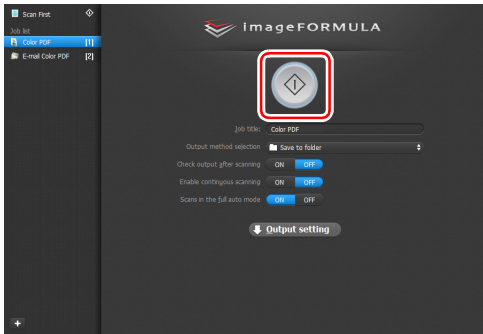 Scan First
Job list
Color PDF [1]
E-mail Color PDF [2]
imageFORMULA
Job title: Color PDF
Output method selection Save to folder
Check output after scanning ON OFF
Enable continuous scanning ON OFF
Scans in the full auto mode ON OFF
Output setting